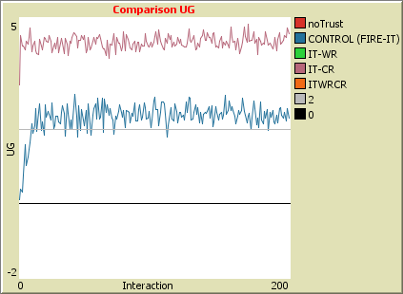 Comparison UG
5
UG
-2
0
Interaction
200
noTrust
CONTROL (FIRE-IT)
IT-WR
IT-CR
ITWRCR
2
0